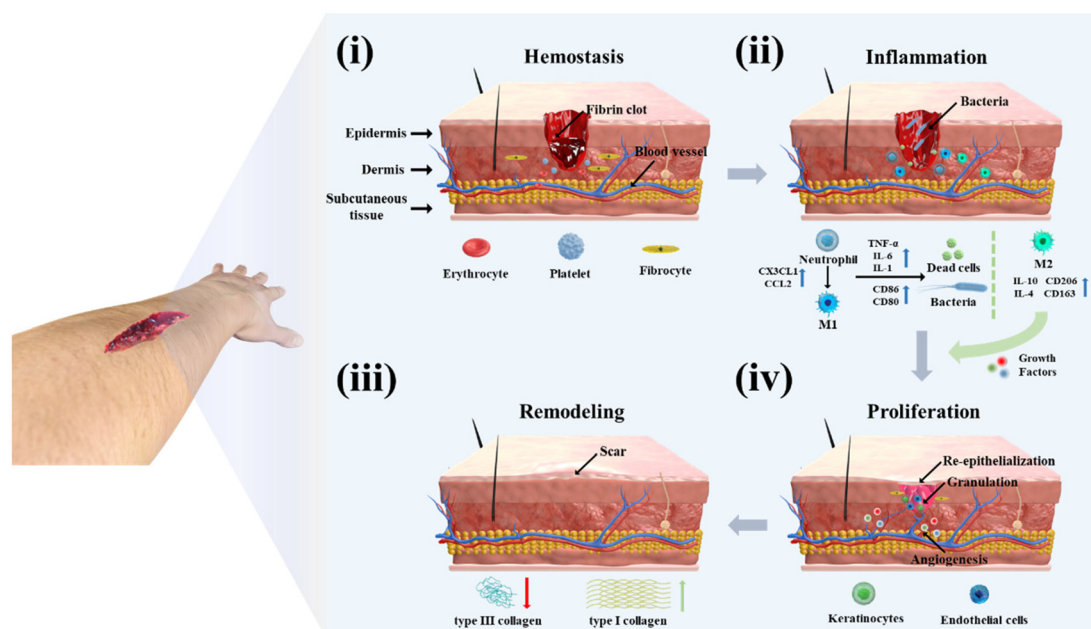 (i)
Hemostasis
Fibrin clot
Epidermis
Blood vessel
Dermis
Subcutaneous
tissue
Erythrocyte
Platelet
Fibrocyte
(ii)
Inflammation
Bacteria
Neutrophil
CX3CL1
CCL2
M1
TNF-α
IL-6
IL-1
CD86
CD80
Dead cells
Bacteria
M2
IL-10 CD206
IL-4 CD163
Growth
Factors
(iii)
Remodeling
Scar
type III collagen
type I collagen
(iv)
Proliferation
Re-epithelialization
Granulation
Angiogenesis
Keratinocytes
Endothelial cells